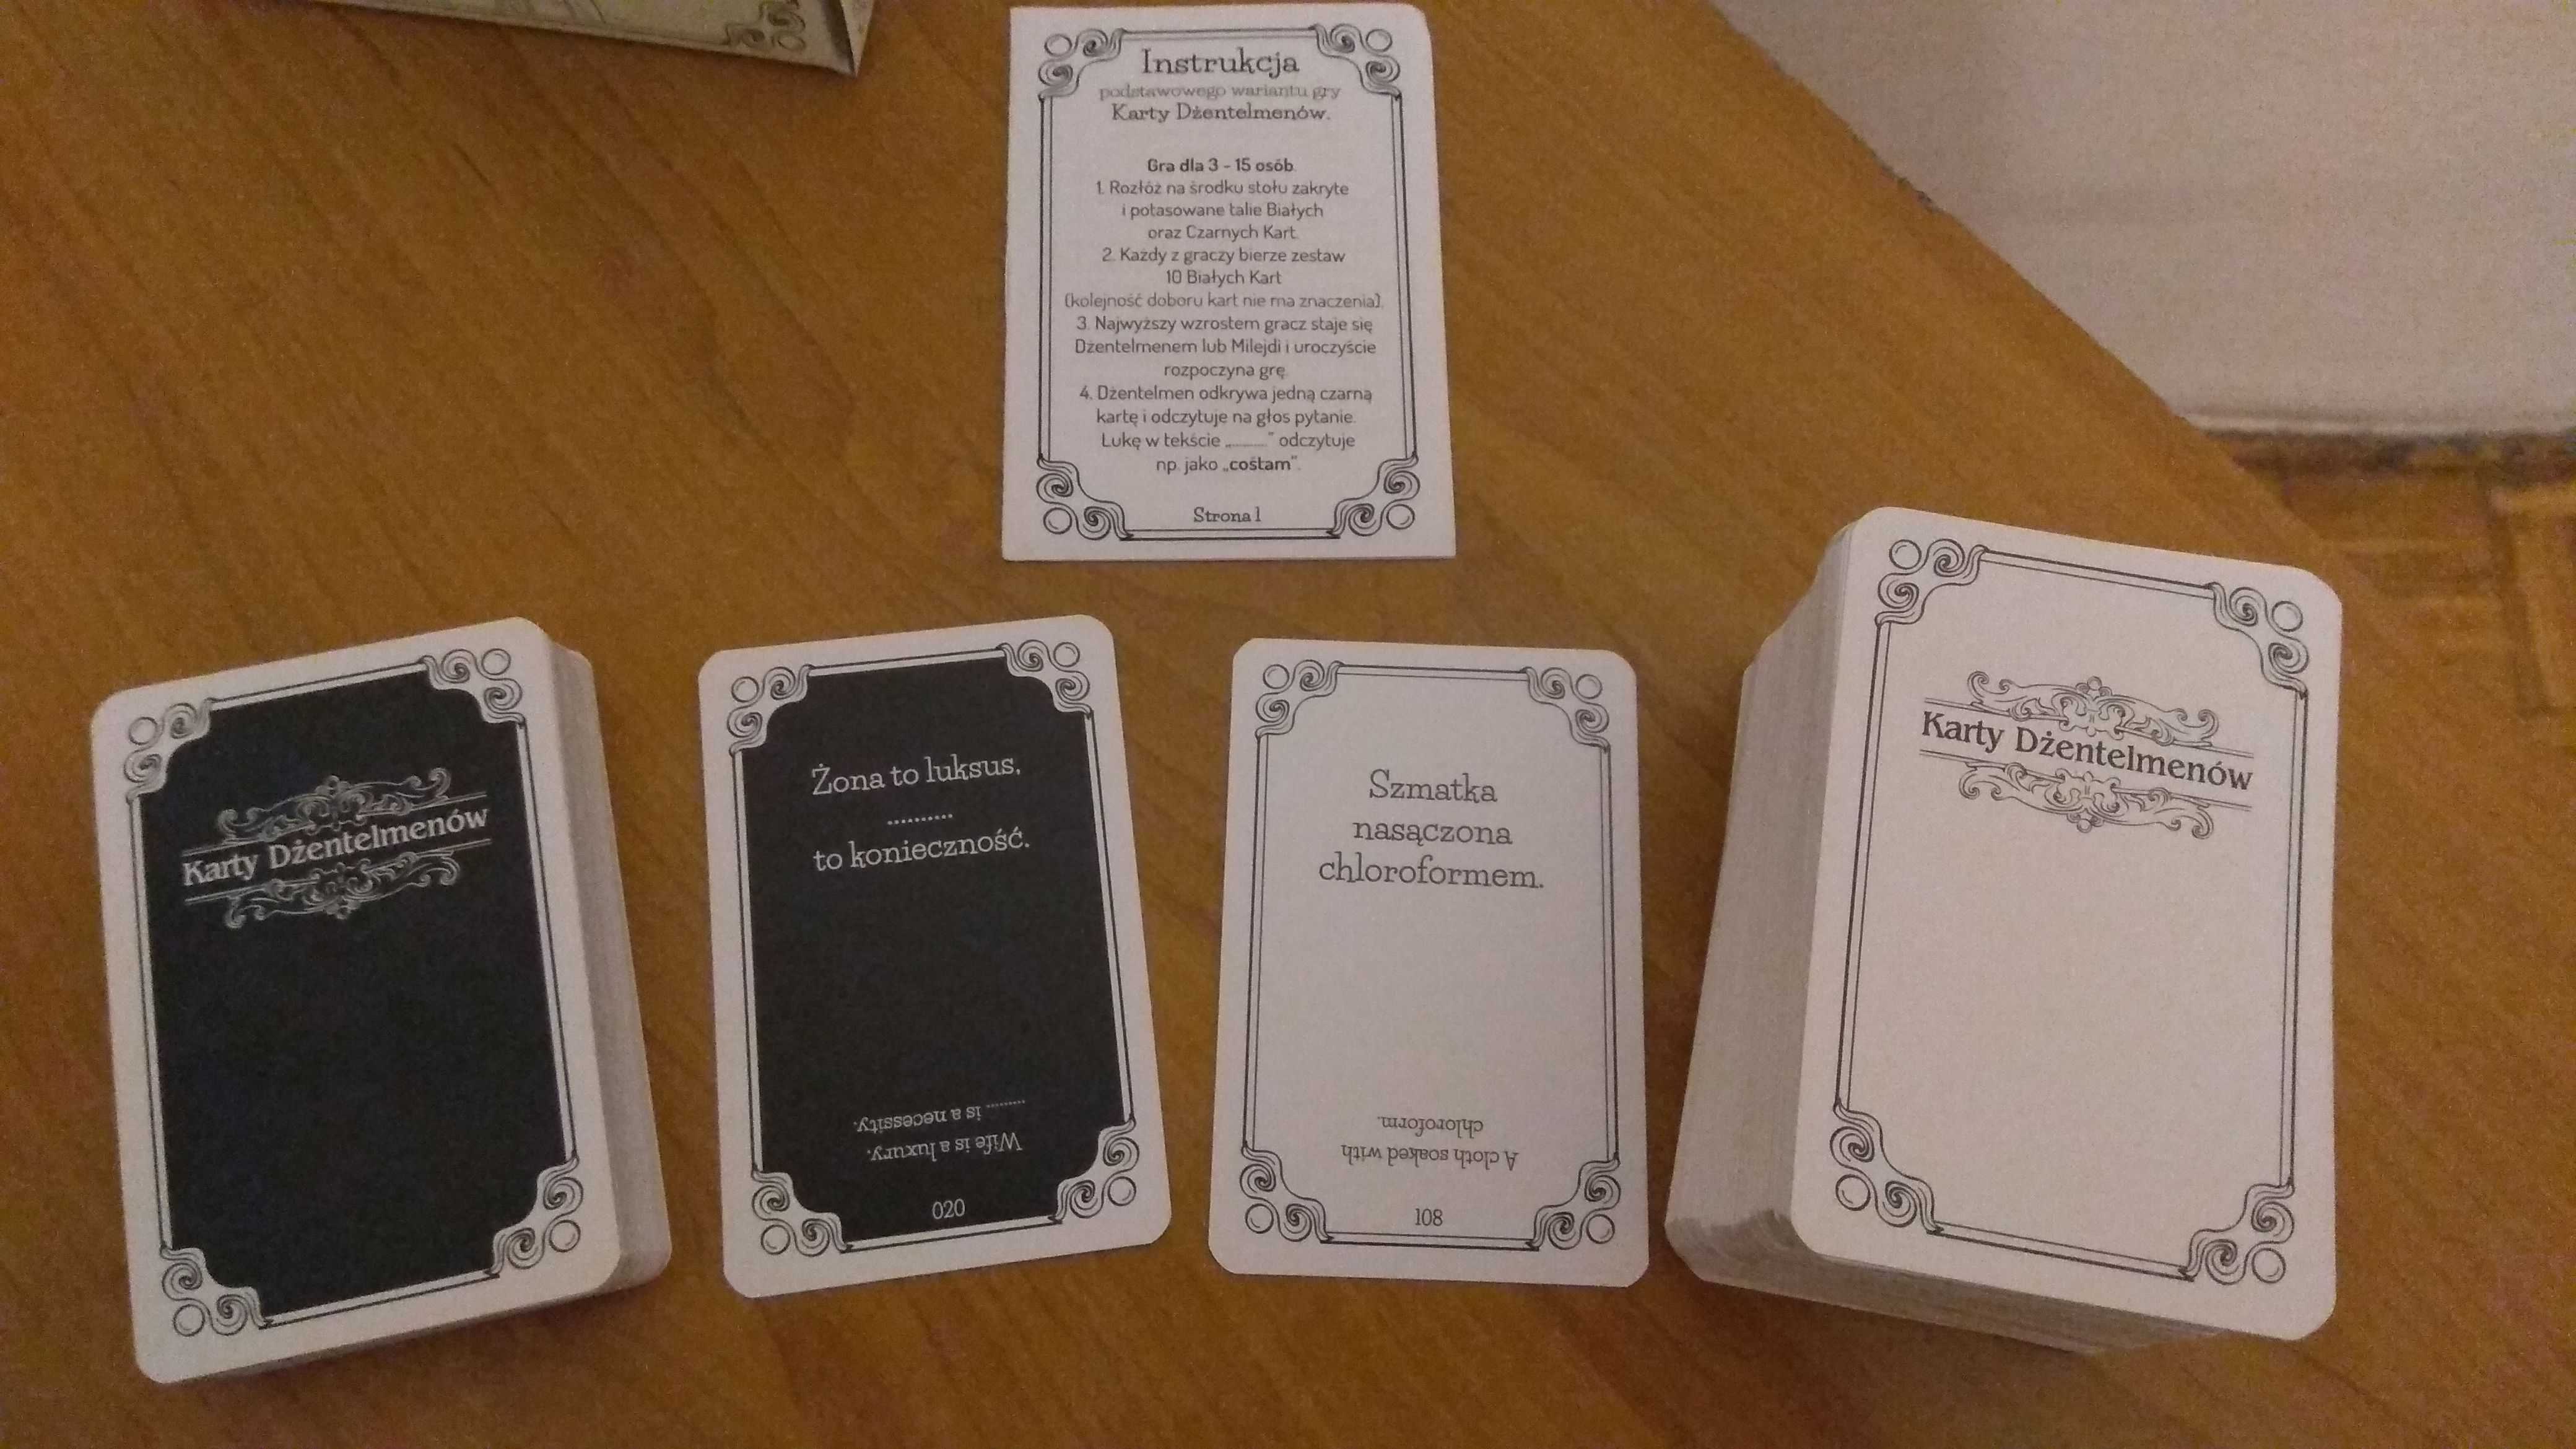 Instrukcja
podstawowego wariantu gry
Karty Dżentelmenów.
Gra dla 3 - 15 osób
1. Rozłóż na środku stołu zakryte
i potasowane talie Białych
oraz Czarnych Kart.
2. Każdy z graczy bierze zestaw
10 Białych Kart
(kolejność doboru kart nie ma znaczenia).
3. Najwyższy wzrostem gracz staje się
Dżentelmenem lub Milejdi i uroczyście
rozpoczyna grę.
4. Dżentelmen odkrywa jedną czarną
kartę i odczytuje na głos pytanie.
Lukę w tekście „..........” odczytuje
np. jako „cośtam”.
Strona 1
Karty Dżentelmenów
Żona to luksus,
..........
to konieczność.
Wife is a luxury.
.......... is a necessity.
020
Szmatka
nasączona
chloroformem.
A cloth soaked with
chloroform.
108
Karty Dżentelmenów